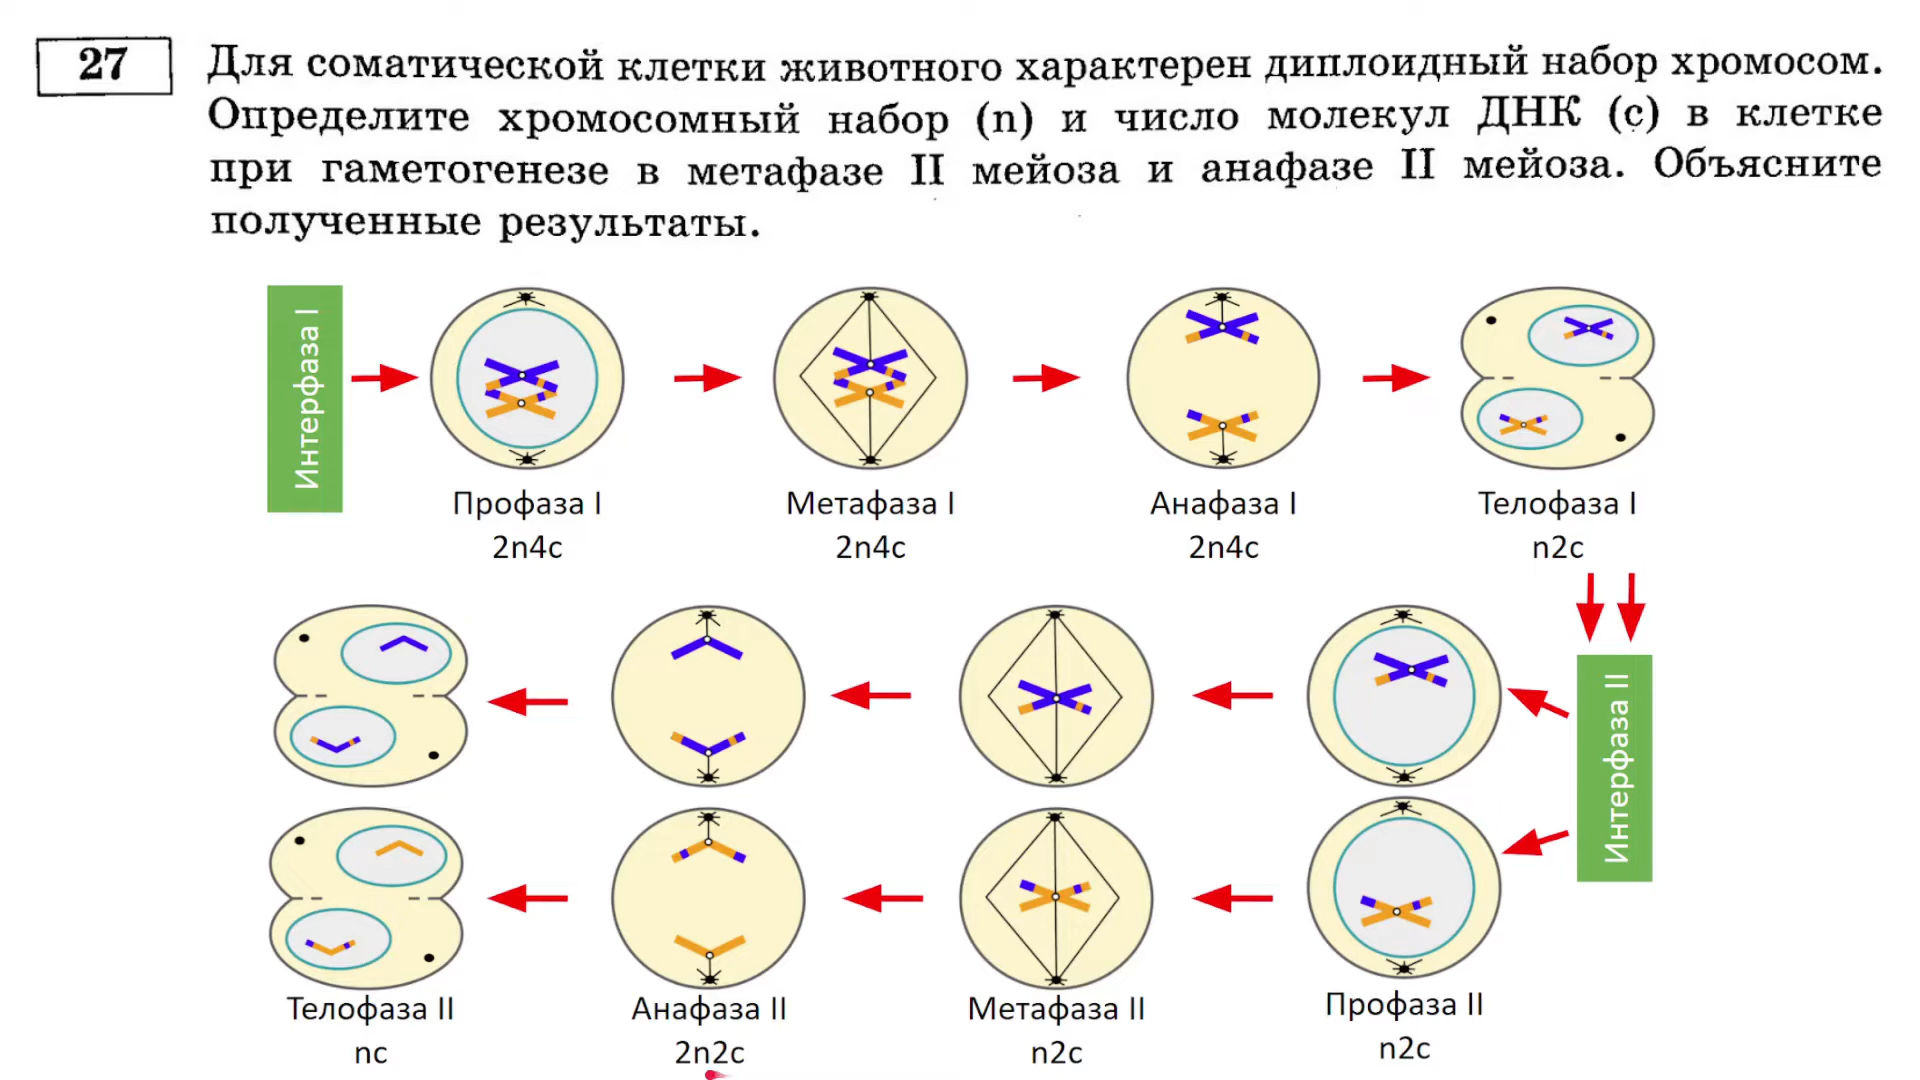 27
Для соматической клетки животного характерен диплоидный набор хромосом.
Определите хромосомный набор (n) и число молекул ДНК (с) в клетке
при гаметогенезе в метафазе II мейоза и анафазе II мейоза. Объясните
полученные результаты.
Интерфаза I
Профаза I
2n4c
Метафаза I
2n4c
Анафаза I
2n4c
Телофаза I
n2c
Интерфаза II
Телофаза II
nc
Анафаза II
2n2c
Метафаза II
n2c
Профаза II
n2c